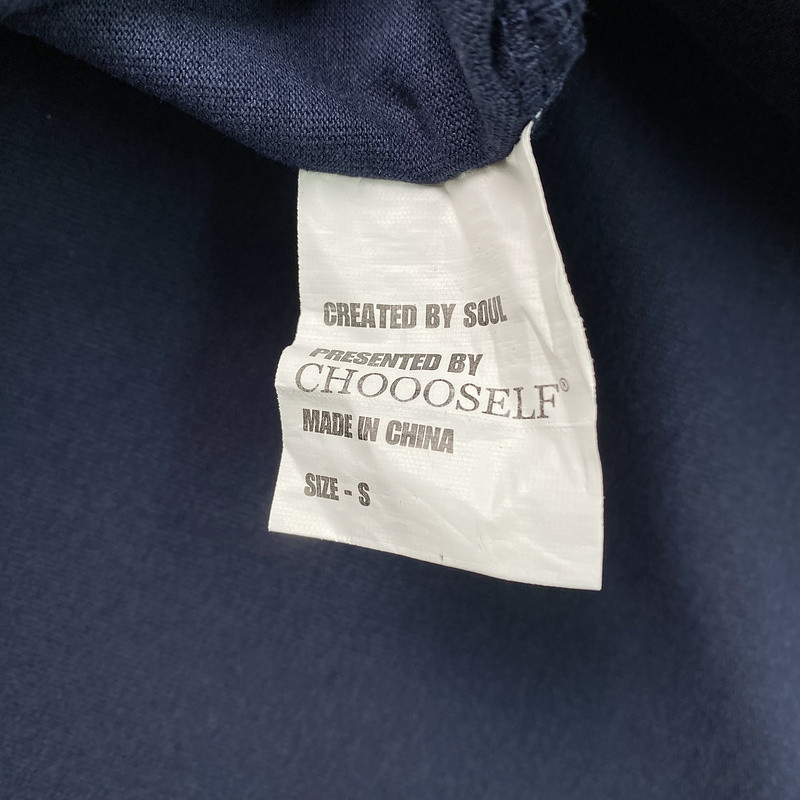 CREATED BY SOUL
PRESENTED BY
CHOOOSELF®
MADE IN CHINA
SIZE - S